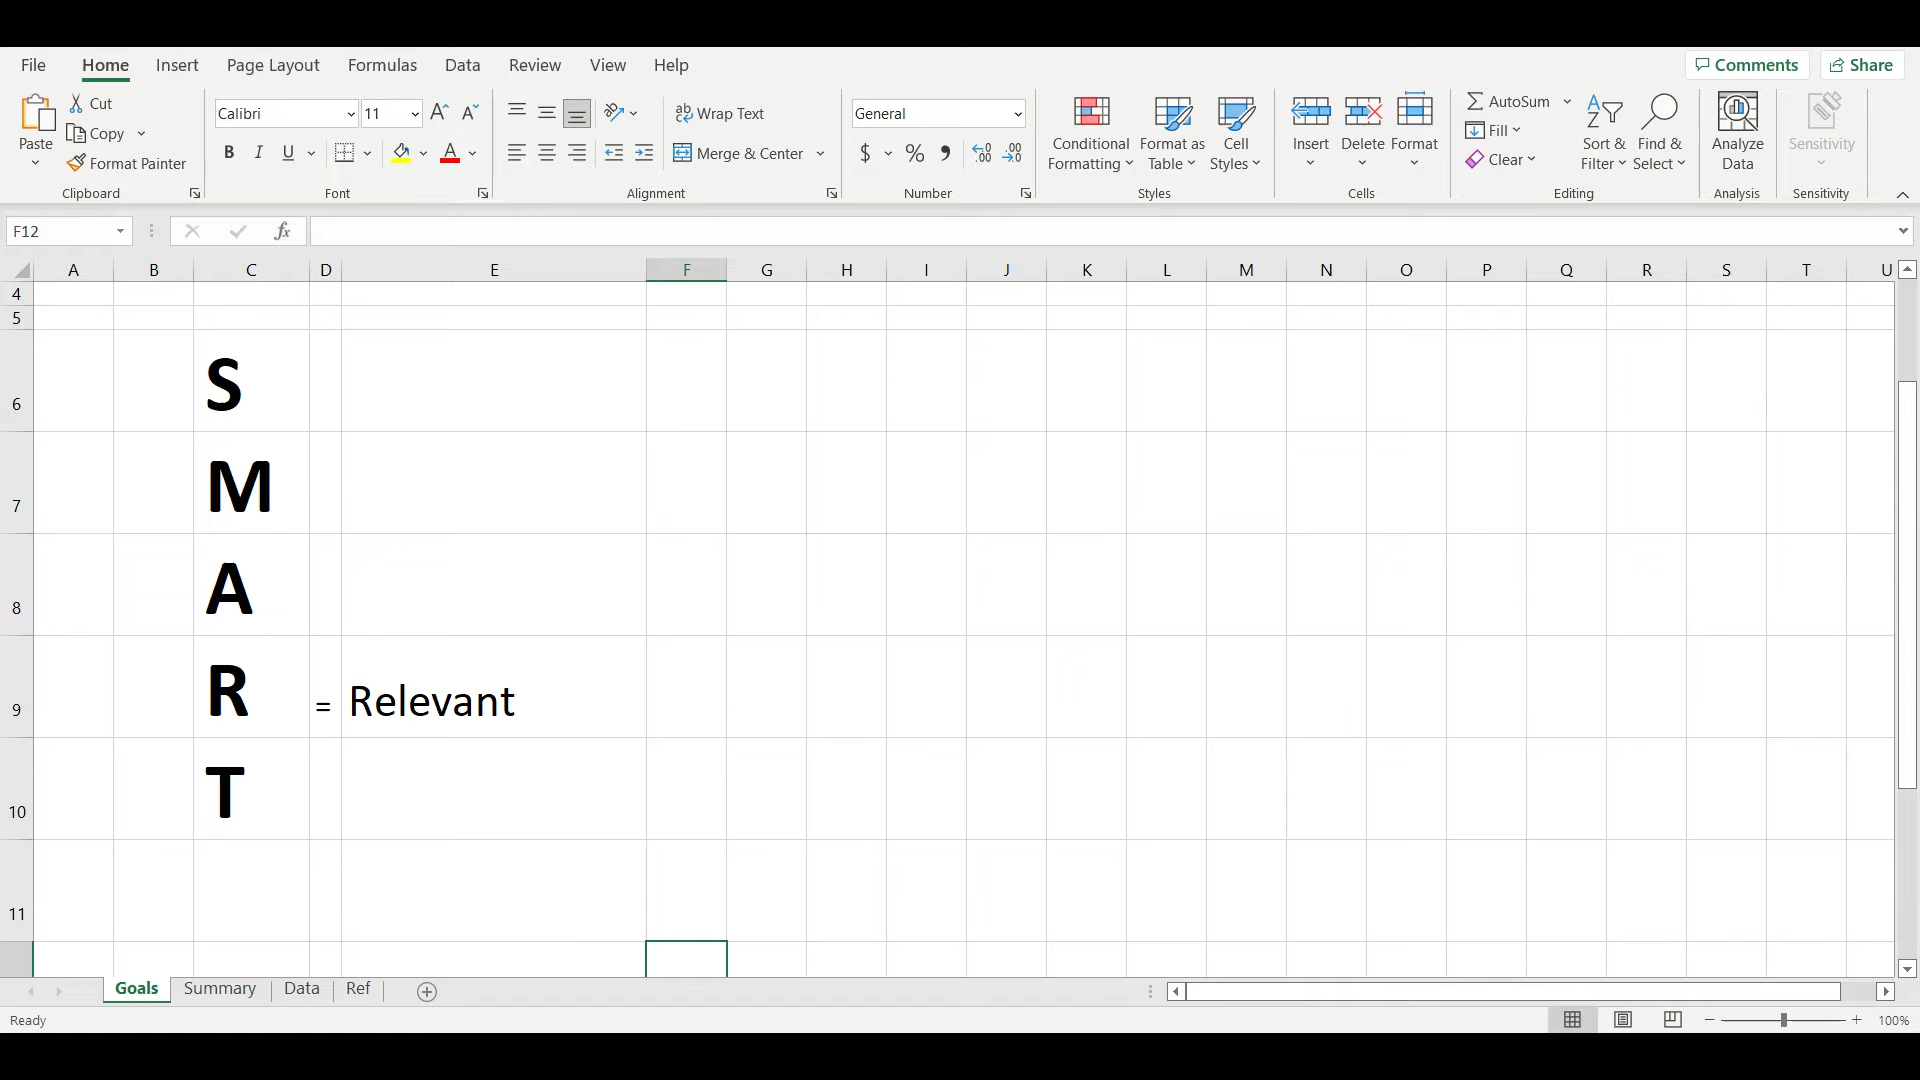 File Home Insert Page Layout Formulas Data Review View Help Comments Share
Cut
Copy
Format Painter
Paste
Clipboard
Calibri 11
B I U
Font
Wrap Text
Merge & Center
Alignment
General
$ % , .00 .00
Number
Conditional Formatting
Format as Table
Cell Styles
Styles
Insert Delete Format
Cells
AutoSum
Fill
Clear
Sort & Filter
Find & Select
Editing
Analyze Data
Analysis
Sensitivity
Sensitivity
F12 fx
A B C D E F G H I J K L M N O P Q R S T U
4
5
6 S
7 M
8 A
9 R = Relevant
10 T
11
Goals Summary Data Ref
Ready 100%